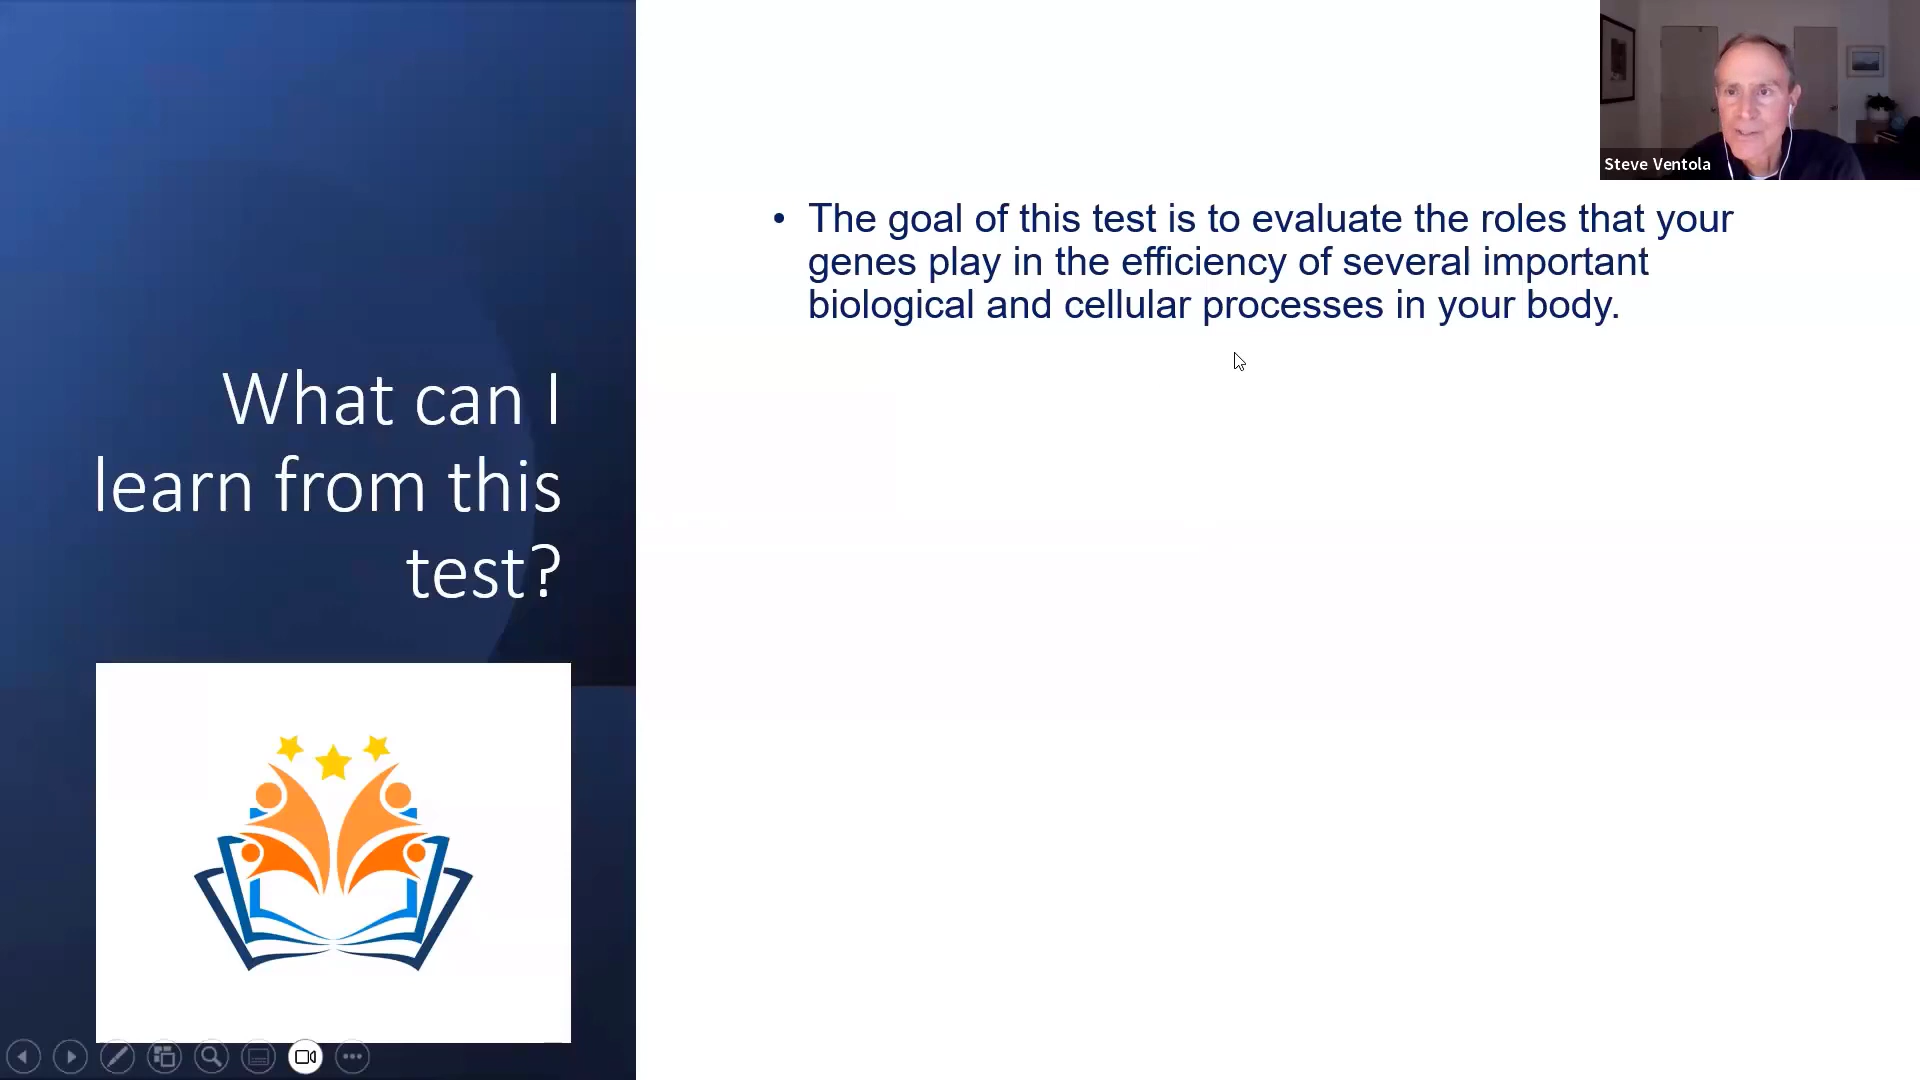 What can I
learn from this
test?
• The goal of this test is to evaluate the roles that your
genes play in the efficiency of several important
biological and cellular processes in your body.
Steve Ventola